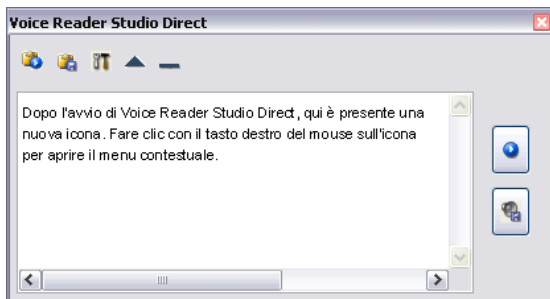 Voice Reader Studio Direct
Dopo l'avvio di Voice Reader Studio Direct, qui è presente una
nuova icona. Fare clic con il tasto destro del mouse sull'icona
per aprire il menu contestuale.